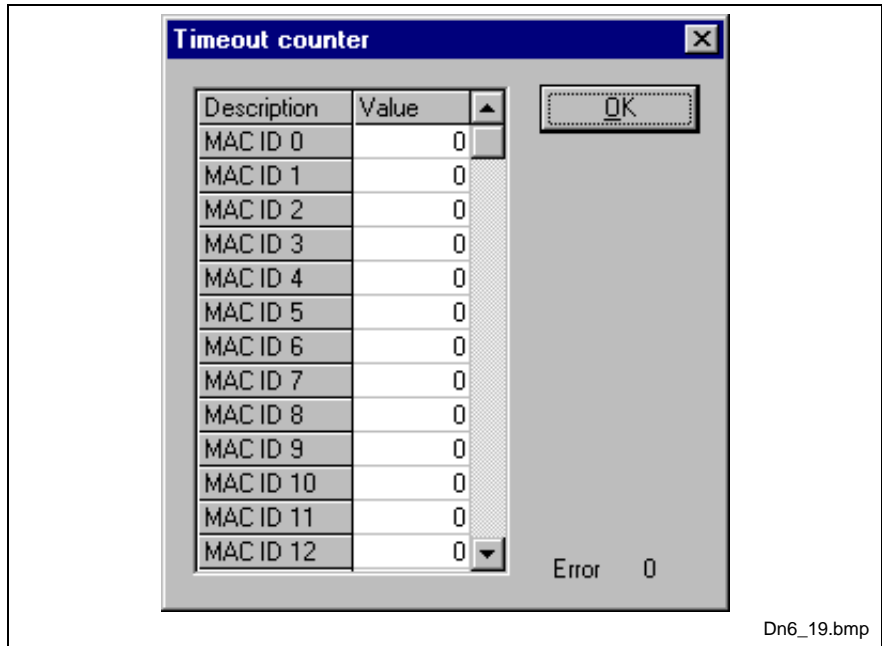 Timeout counter
Description Value
OK
MAC ID 0 0
MAC ID 1 0
MAC ID 2 0
MAC ID 3 0
MAC ID 4 0
MAC ID 5 0
MAC ID 6 0
MAC ID 7 0
MAC ID 8 0
MAC ID 9 0
MAC ID 10 0
MAC ID 11 0
MAC ID 12 0
Error 0
Dn6_19.bmp